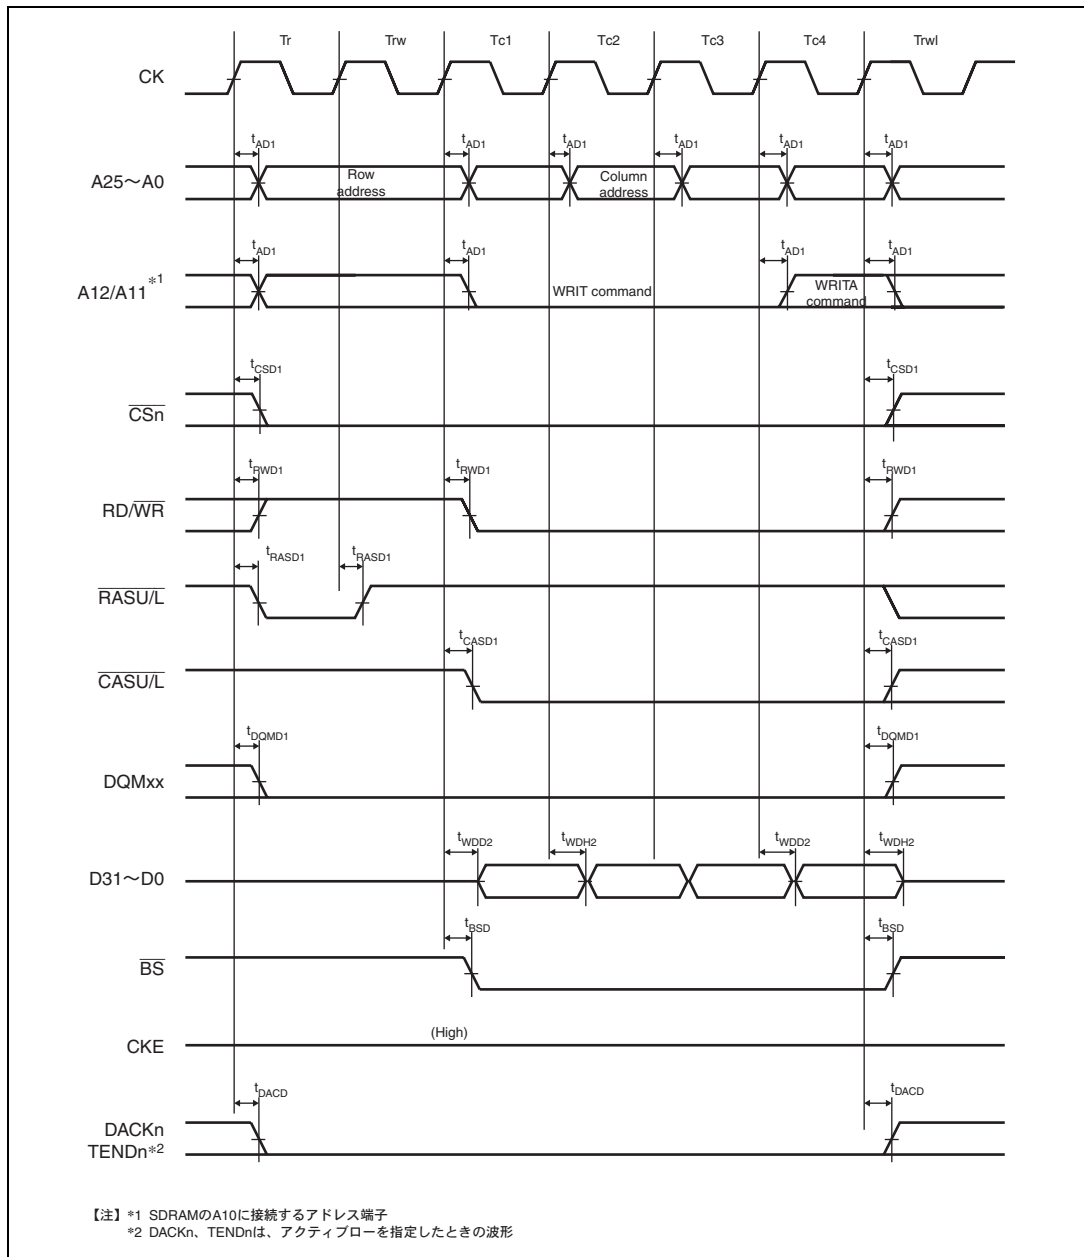 Tr Trw Tc1 Tc2 Tc3 Tc4 Trwl
CK
tAD1 tAD1 tAD1 tAD1 tAD1 tAD1
A25～A0
Row address
Column address
tAD1 tAD1 tAD1 tAD1
A12/A11*1
WRIT command
WRITA command
tCSD1 tCSD1
CSn
tRWD1 tRWD1 tRWD1
RD/WR
tRASD1 tRASD1
RASU/L
tCASD1 tCASD1
CASU/L
tDQMD1 tDQMD1
DQMxx
tWDD2 tWDH2 tWDD2 tWDH2
D31～D0
tBSD tBSD
BS
(High)
CKE
tDACD tDACD
DACKn
TENDn*2
【注】*1 SDRAMのA10に接続するアドレス端子
*2 DACKn、TENDnは、アクティブローを指定したときの波形